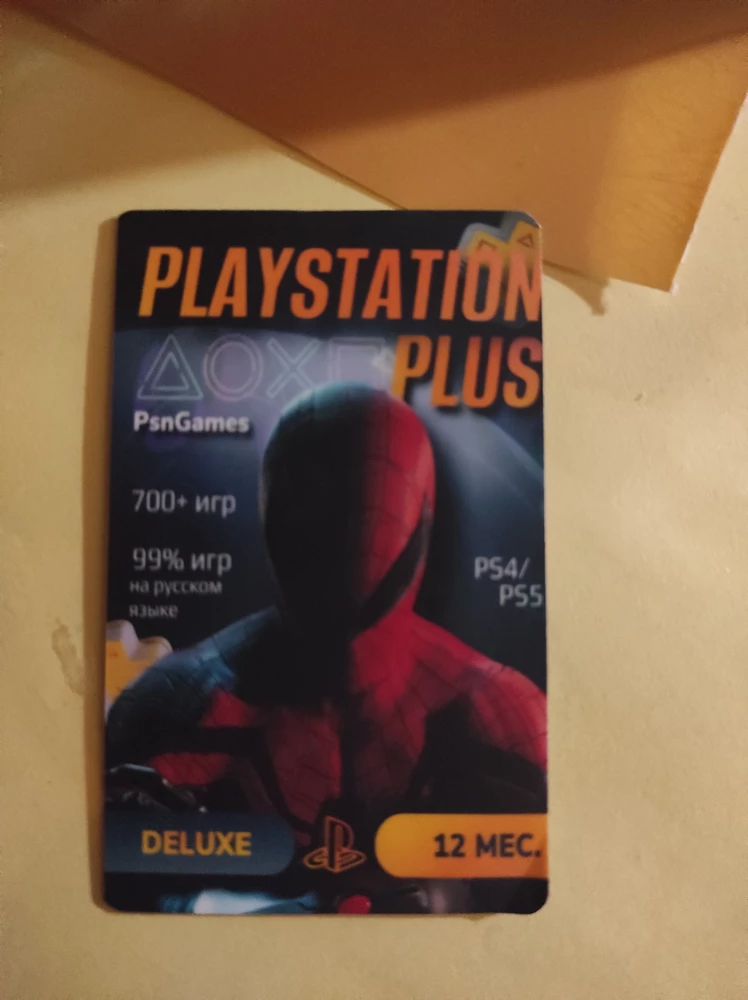 PLAYSTATION
PLUS
PsnGames
700+ игр
99% игр
на русском
языке
PS4/
PS5
DELUXE
12 МЕС.